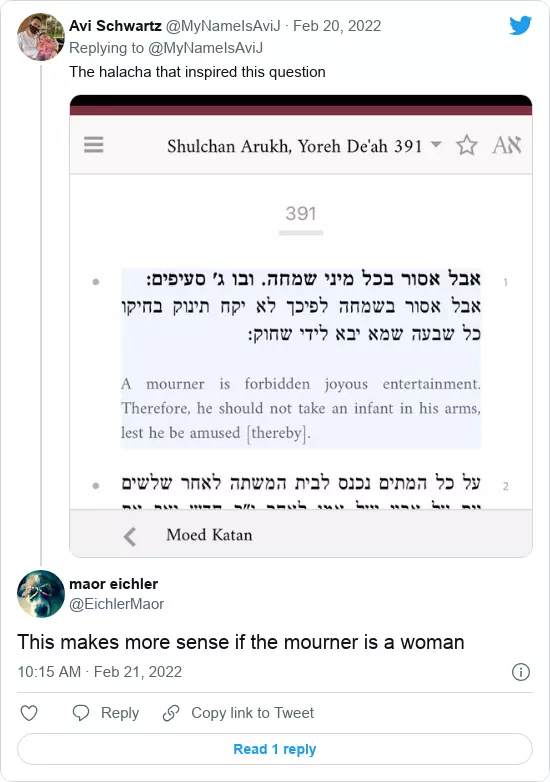 Avi Schwartz @MyNameIsAviJ · Feb 20, 2022
Replying to @MyNameIsAviJ
The halacha that inspired this question
Shulchan Arukh, Yoreh De'ah 391
Aא
391
1
אבל אסור בכל מיני שמחה. ובו ג' סעיפים:
אבל אסור בשמחה לפיכך לא יקח תינוק בחיקו
כל שבעה שמא יבא לידי שחוק:
A mourner is forbidden joyous entertainment.
Therefore, he should not take an infant in his arms,
lest he be amused [thereby].
2
על כל המתים נכנס לבית המשתה לאחר שלשים
Moed Katan
maor eichler
@EichlerMaor
This makes more sense if the mourner is a woman
10:15 AM · Feb 21, 2022
Reply
Copy link to Tweet
Read 1 reply